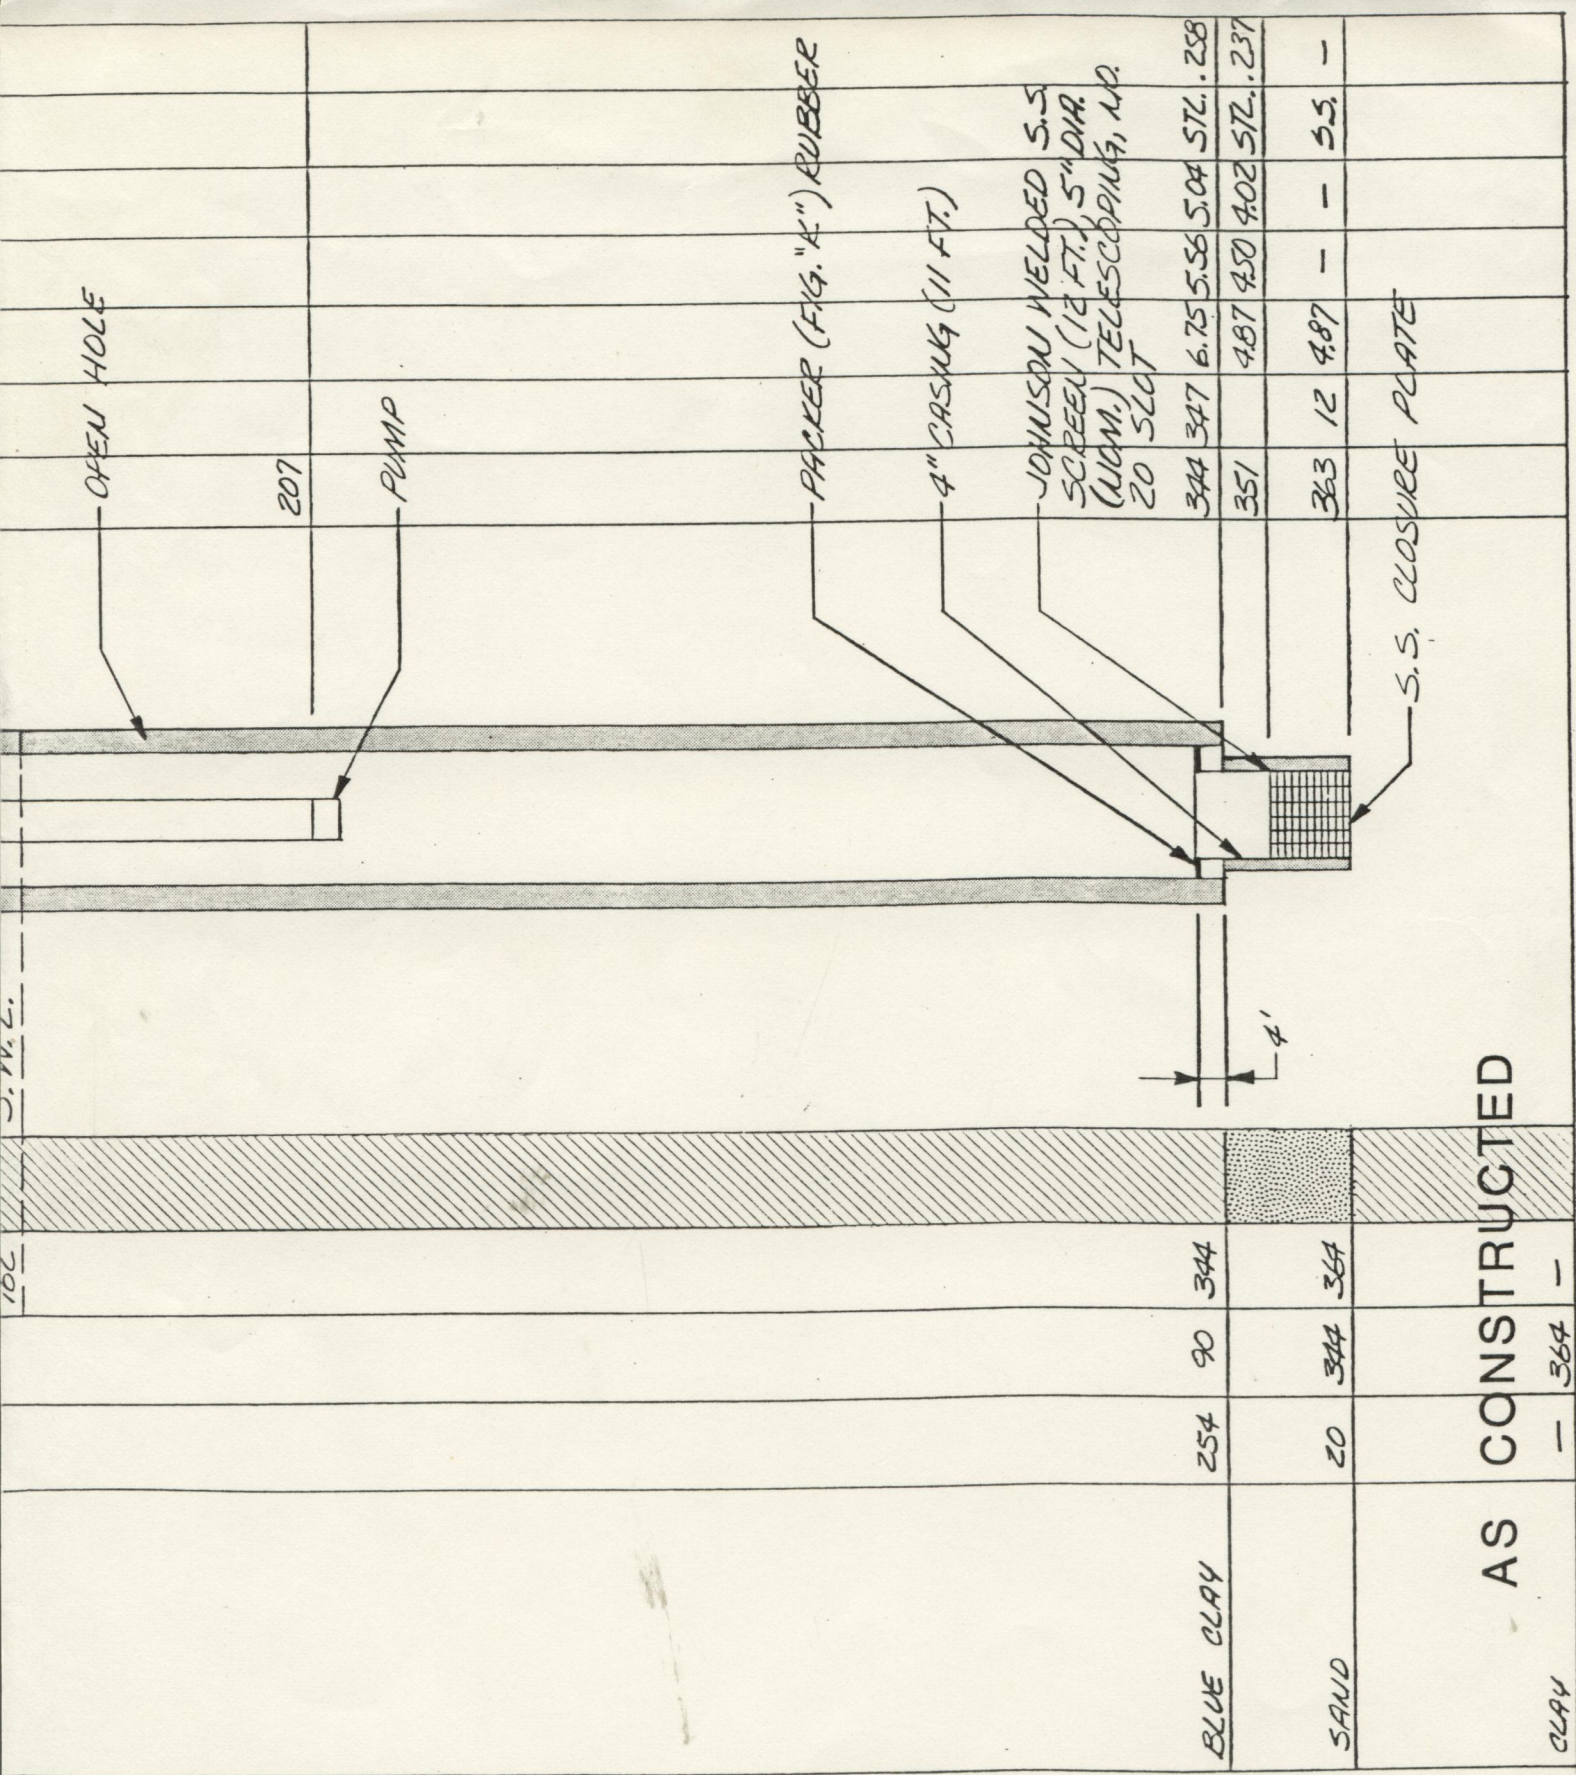 BLUE CLAY 254 90 344
SAND 20 344 364
CLAY — 364 —
S.W.L.
OPEN HOLE
207
PUMP
PACKER (FIG. "K") RUBBER
4" CASING (11 FT.)
JOHNSON WELDED S.S.
SCREEN (12 FT.), 5" DIA.
(NOM.) TELESCOPING, NO.
20 SLOT
344 347 6.75 5.56 5.04 STL. .258
351 4.87 4.50 4.02 STL. .237
363 12 4.87 — — S.S. —
S.S. CLOSURE PLATE
4'
AS CONSTRUCTED